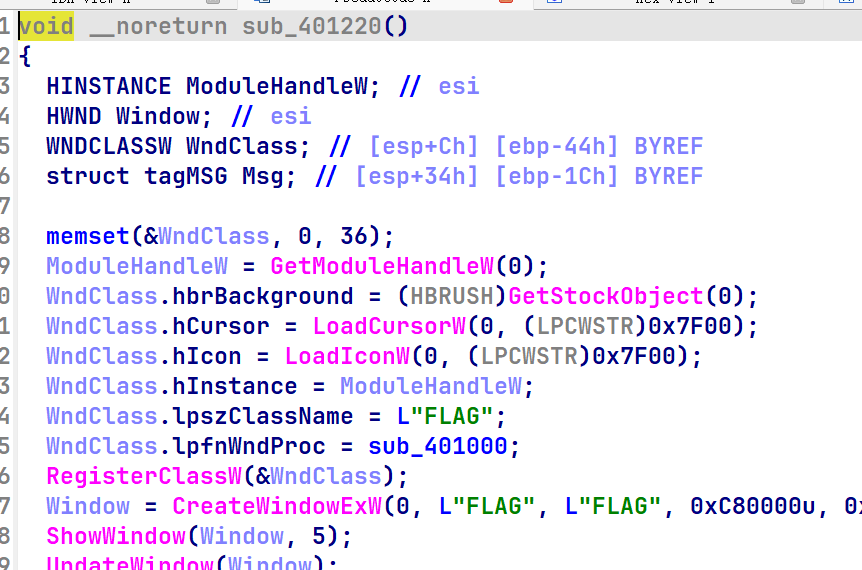 1 void __noreturn sub_401220()
2 {
3 HINSTANCE ModuleHandleW; // esi
4 HWND Window; // esi
5 WNDCLASSW WndClass; // [esp+Ch] [ebp-44h] BYREF
6 struct tagMSG Msg; // [esp+34h] [ebp-1Ch] BYREF
7
8 memset(&WndClass, 0, 36);
9 ModuleHandleW = GetModuleHandleW(0);
0 WndClass.hbrBackground = (HBRUSH)GetStockObject(0);
1 WndClass.hCursor = LoadCursorW(0, (LPCWSTR)0x7F00);
2 WndClass.hIcon = LoadIconW(0, (LPCWSTR)0x7F00);
3 WndClass.hInstance = ModuleHandleW;
4 WndClass.lpszClassName = L"FLAG";
5 WndClass.lpfnWndProc = sub_401000;
6 RegisterClassW(&WndClass);
7 Window = CreateWindowExW(0, L"FLAG", L"FLAG", 0xC80000u, 0x
8 ShowWindow(Window, 5);
9 UpdateWindow(Window);